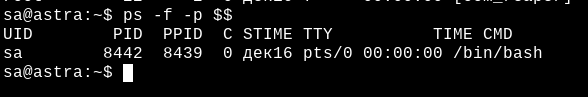 sa@astra:~$ ps -f -p $$
UID        PID  PPID  C STIME TTY          TIME CMD
sa        8442  8439  0 дек16 pts/0 00:00:00 /bin/bash
sa@astra:~$